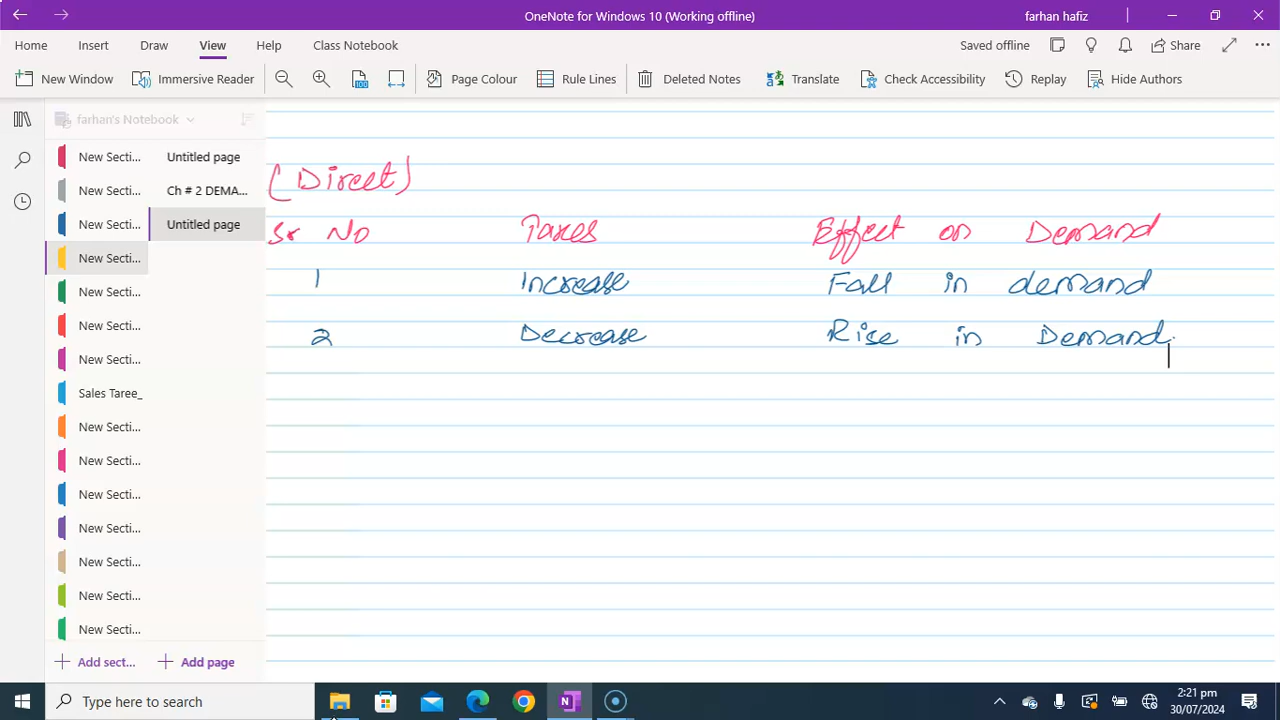 OneNote for Windows 10 (Working offline)
farhan hafiz
Home Insert Draw View Help Class Notebook
Saved offline Share
New Window Immersive Reader Page Colour Rule Lines Deleted Notes Translate Check Accessibility Replay Hide Authors
farhan's Notebook
New Secti... Untitled page
New Secti... Ch # 2 DEMA...
New Secti... Untitled page
New Secti...
New Secti...
New Secti...
New Secti...
Sales Taree_
New Secti...
New Secti...
New Secti...
New Secti...
New Secti...
New Secti...
New Secti...
Add sect... Add page
(Direct)
Sr No Taxes Effect on Demand
1 Increase Fall in demand
2 Decrease Rise in Demand.
Type here to search
2:21 pm
30/07/2024